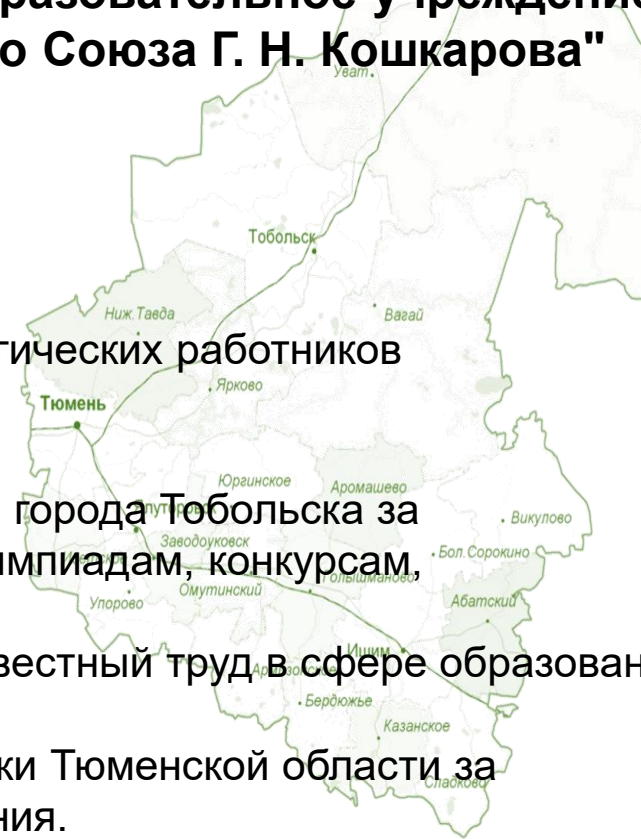 образовательное учреждение
о Союза Г. Н. Кошкарова"
Уват
Тобольск
Ниж.Тавда
Вагай
гических работников
Ярково
Тюмень
Юргинское
Аромашево
города Тобольска за
Викулово
Заводоуковск
Бол.Сорокино
импиадам, конкурсам,
Омутинский
Голышманово
Упорово
Абатский
Ишим
вестный труд в сфере образован
Бердюжье
Казанское
ки Тюменской области за
Сладково
ния.